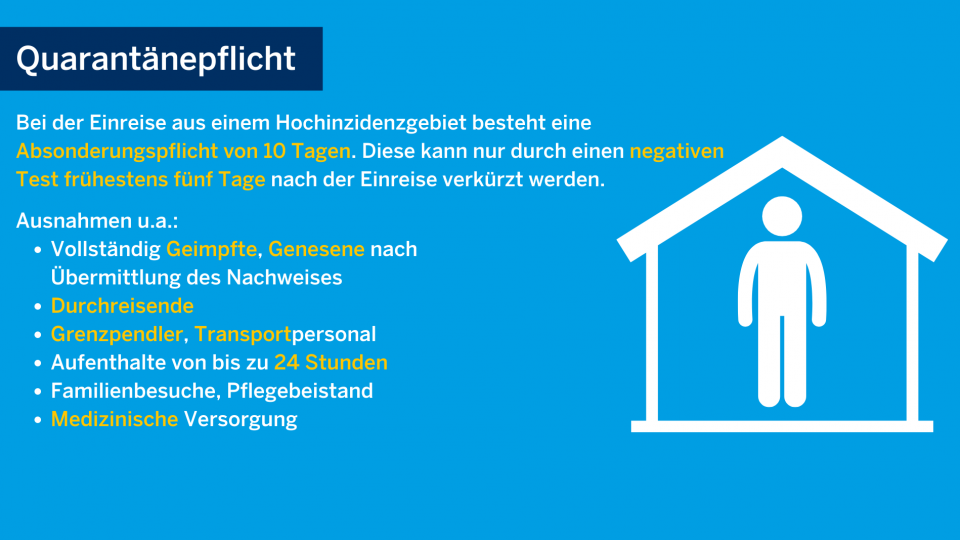 Quarantänepflicht
Bei der Einreise aus einem Hochinzidenzgebiet besteht eine
Absonderungspflicht von 10 Tagen. Diese kann nur durch einen negativen
Test frühestens fünf Tage nach der Einreise verkürzt werden.
Ausnahmen u.a.:
• Vollständig Geimpfte, Genesene nach
Übermittlung des Nachweises
• Durchreisende
• Grenzpendler, Transportpersonal
• Aufenthalte von bis zu 24 Stunden
• Familienbesuche, Pflegebeistand
• Medizinische Versorgung